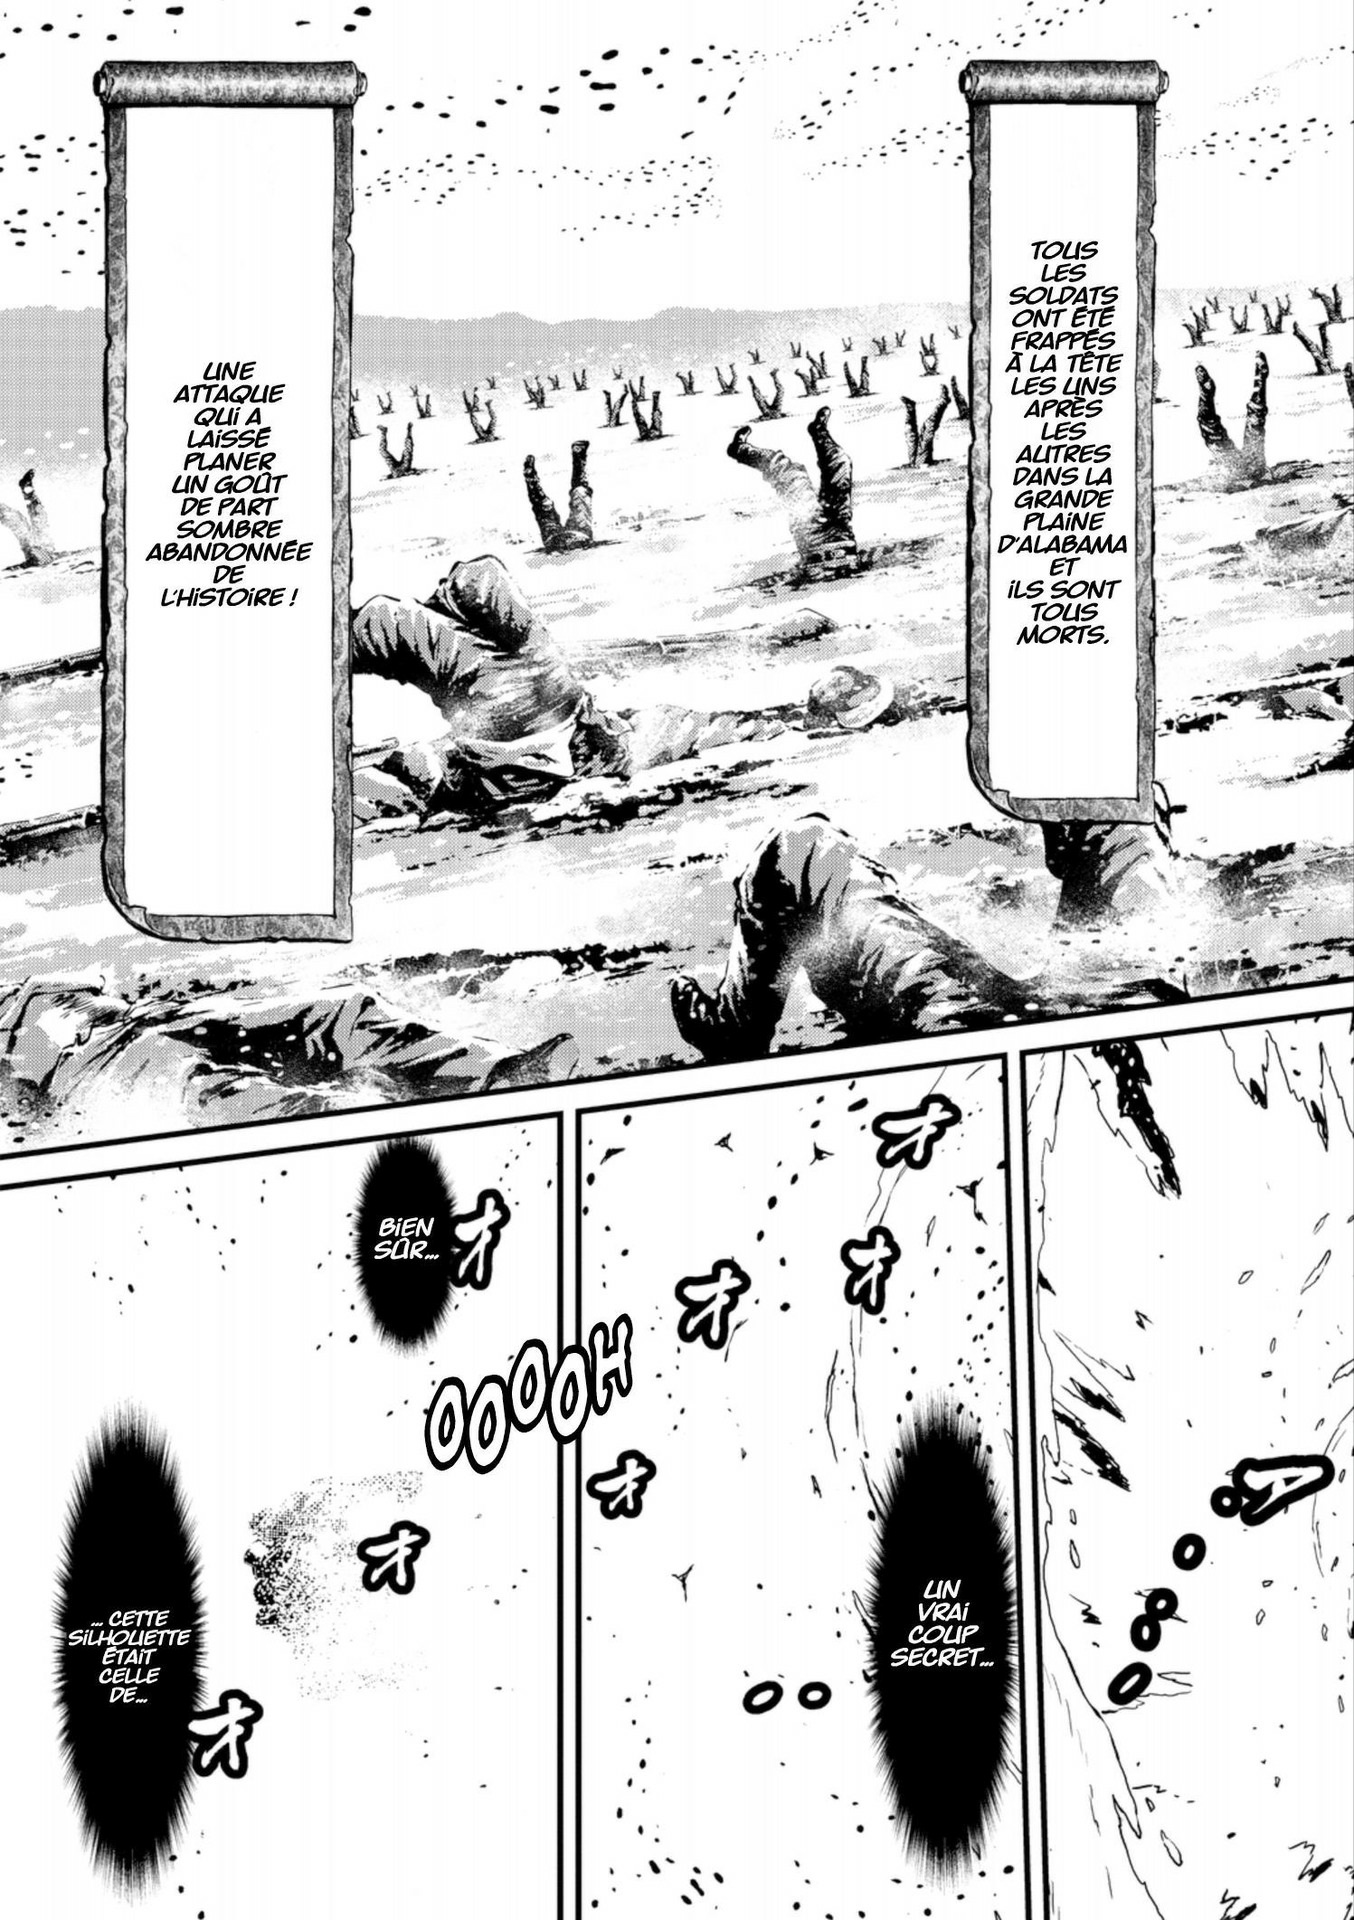 TOUS
LES
SOLDATS
ONT ÉTÉ
FRAPPÉS
À LA TÊTE
LES UNS
APRÈS
LES
AUTRES
DANS LA
GRANDE
PLAINE
D'ALABAMA
ET
ILS SONT
TOUS
MORTS.
UNE
ATTAQUE
QUI A
LAISSÉ
PLANER
UN GOÛT
DE PART
SOMBRE
ABANDONNÉE
DE
L'HISTOIRE !
UN
VRAI
COUP
SECRET...
オ
オ
オ
オ
OOOOH
BIEN
SÛR...
オ
オ
オ
... CETTE
SILHOUETTE
ÉTAIT
CELLE
DE...